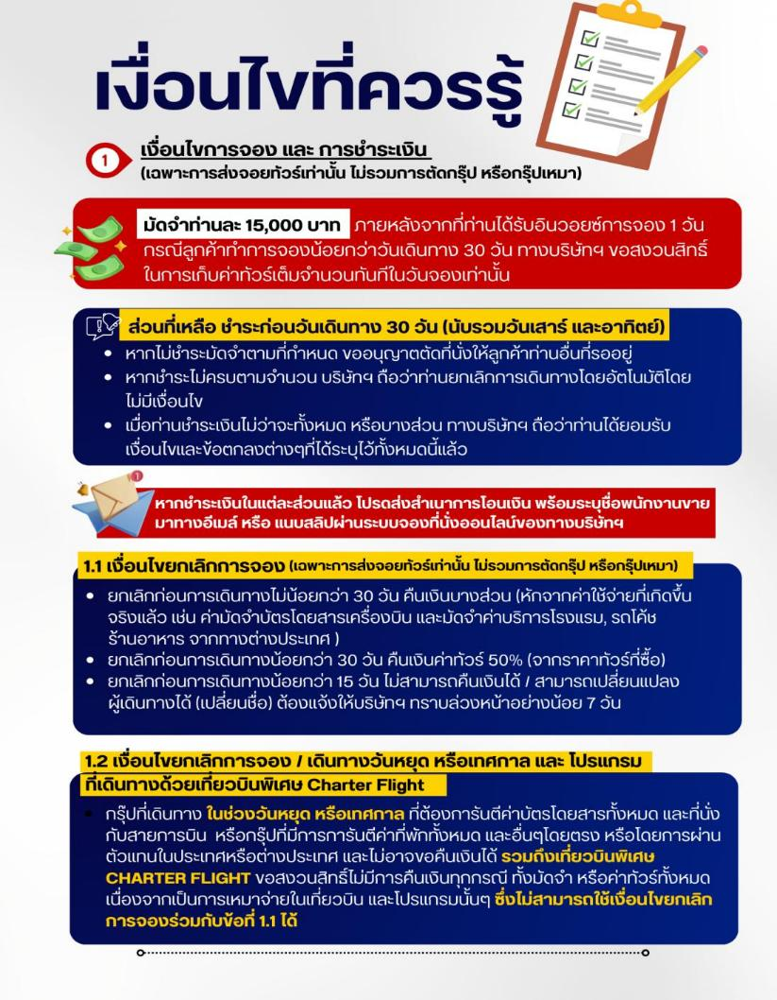 เงื่อนไขที่ควรรู้
1
เงื่อนไขการจอง และ การชำระเงิน
(เฉพาะการส่งจอยทัวร์เท่านั้น ไม่รวมการตัดกรุ๊ป หรือกรุ๊ปเหมา)
มัดจำท่านละ 15,000 บาท ภายหลังจากที่ท่านได้รับอินวอยซ์การจอง 1 วัน
กรณีลูกค้าทำการจองน้อยกว่าวันเดินทาง 30 วัน ทางบริษัทฯ ขอสงวนสิทธิ์
ในการเก็บค่าทัวร์เต็มจำนวนทันทีในวันจองเท่านั้น
ส่วนที่เหลือ ชำระก่อนวันเดินทาง 30 วัน (นับรวมวันเสาร์ และอาทิตย์)
• หากไม่ชำระมัดจำตามที่กำหนด ขออนุญาตตัดที่นั่งให้ลูกค้าท่านอื่นที่รออยู่
• หากชำระไม่ครบตามจำนวน บริษัทฯ ถือว่าท่านยกเลิกการเดินทางโดยอัตโนมัติโดย
ไม่มีเงื่อนไข
• เมื่อท่านชำระเงินไม่ว่าจะทั้งหมด หรือบางส่วน ทางบริษัทฯ ถือว่าท่านได้ยอมรับ
เงื่อนไขและข้อตกลงต่างๆที่ได้ระบุไว้ทั้งหมดนี้แล้ว
1
หากชำระเงินในแต่ละส่วนแล้ว โปรดส่งสำเนาการโอนเงิน พร้อมระบุชื่อพนักงานขาย
มาทางอีเมล์ หรือ แนบสลิปผ่านระบบจองที่นั่งออนไลน์ของทางบริษัทฯ
1.1 เงื่อนไขยกเลิกการจอง (เฉพาะการส่งจอยทัวร์เท่านั้น ไม่รวมการตัดกรุ๊ป หรือกรุ๊ปเหมา)
• ยกเลิกก่อนการเดินทางไม่น้อยกว่า 30 วัน คืนเงินบางส่วน (หักจากค่าใช้จ่ายที่เกิดขึ้น
จริงแล้ว เช่น ค่ามัดจำบัตรโดยสารเครื่องบิน และมัดจำค่าบริการโรงแรม, รถโค้ช
ร้านอาหาร จากทางต่างประเทศ )
• ยกเลิกก่อนการเดินทางน้อยกว่า 30 วัน คืนเงินค่าทัวร์ 50% (จากราคาทัวร์ที่ซื้อ)
• ยกเลิกก่อนการเดินทางน้อยกว่า 15 วัน ไม่สามารถคืนเงินได้ / สามารถเปลี่ยนแปลง
ผู้เดินทางได้ (เปลี่ยนชื่อ) ต้องแจ้งให้บริษัทฯ ทราบล่วงหน้าอย่างน้อย 7 วัน
1.2 เงื่อนไขยกเลิกการจอง / เดินทางวันหยุด หรือเทศกาล และ โปรแกรม
ที่เดินทางด้วยเที่ยวบินพิเศษ Charter Flight
• กรุ๊ปที่เดินทาง ในช่วงวันหยุด หรือเทศกาล ที่ต้องการันตีค่าบัตรโดยสารทั้งหมด และที่นั่ง
กับสายการบิน หรือกรุ๊ปที่มีการการันตีค่าที่พักทั้งหมด และอื่นๆโดยตรง หรือโดยการผ่าน
ตัวแทนในประเทศหรือต่างประเทศ และไม่อาจขอคืนเงินได้ รวมถึงเที่ยวบินพิเศษ
CHARTER FLIGHT ขอสงวนสิทธิ์ไม่มีการคืนเงินทุกกรณี ทั้งมัดจำ หรือค่าทัวร์ทั้งหมด
เนื่องจากเป็นการเหมาจ่ายในเที่ยวบิน และโปรแกรมนั้นๆ ซึ่งไม่สามารถใช้เงื่อนไขยกเลิก
การจองร่วมกับข้อที่ 1.1 ได้